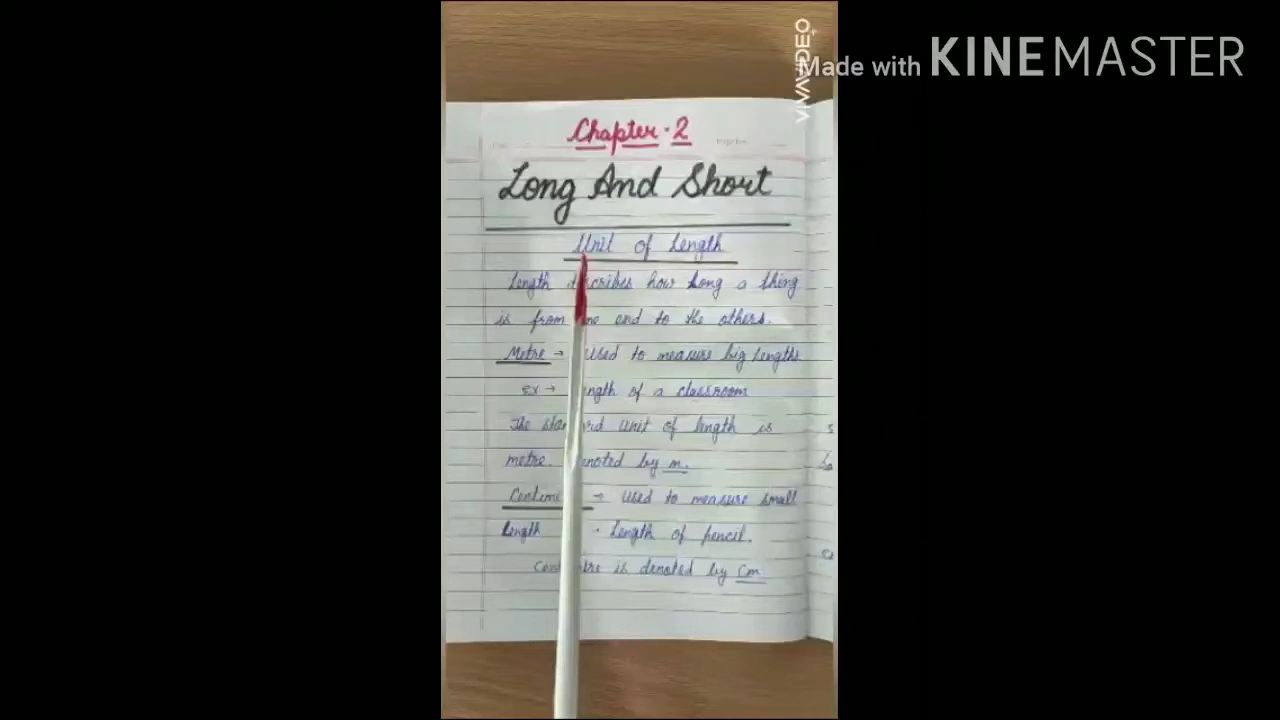 VIVAVIDEO
Made with KINEMASTER
Chapter - 2
Long And Short
Unit of Length
Length describes how long a thing
is from one end to the others.
Metre → Used to measure big lengths
ex → length of a classroom
The standard unit of length is
metre. Denoted by m.
→ used to measure small
Length . Length of pencil.
is denoted by Cm